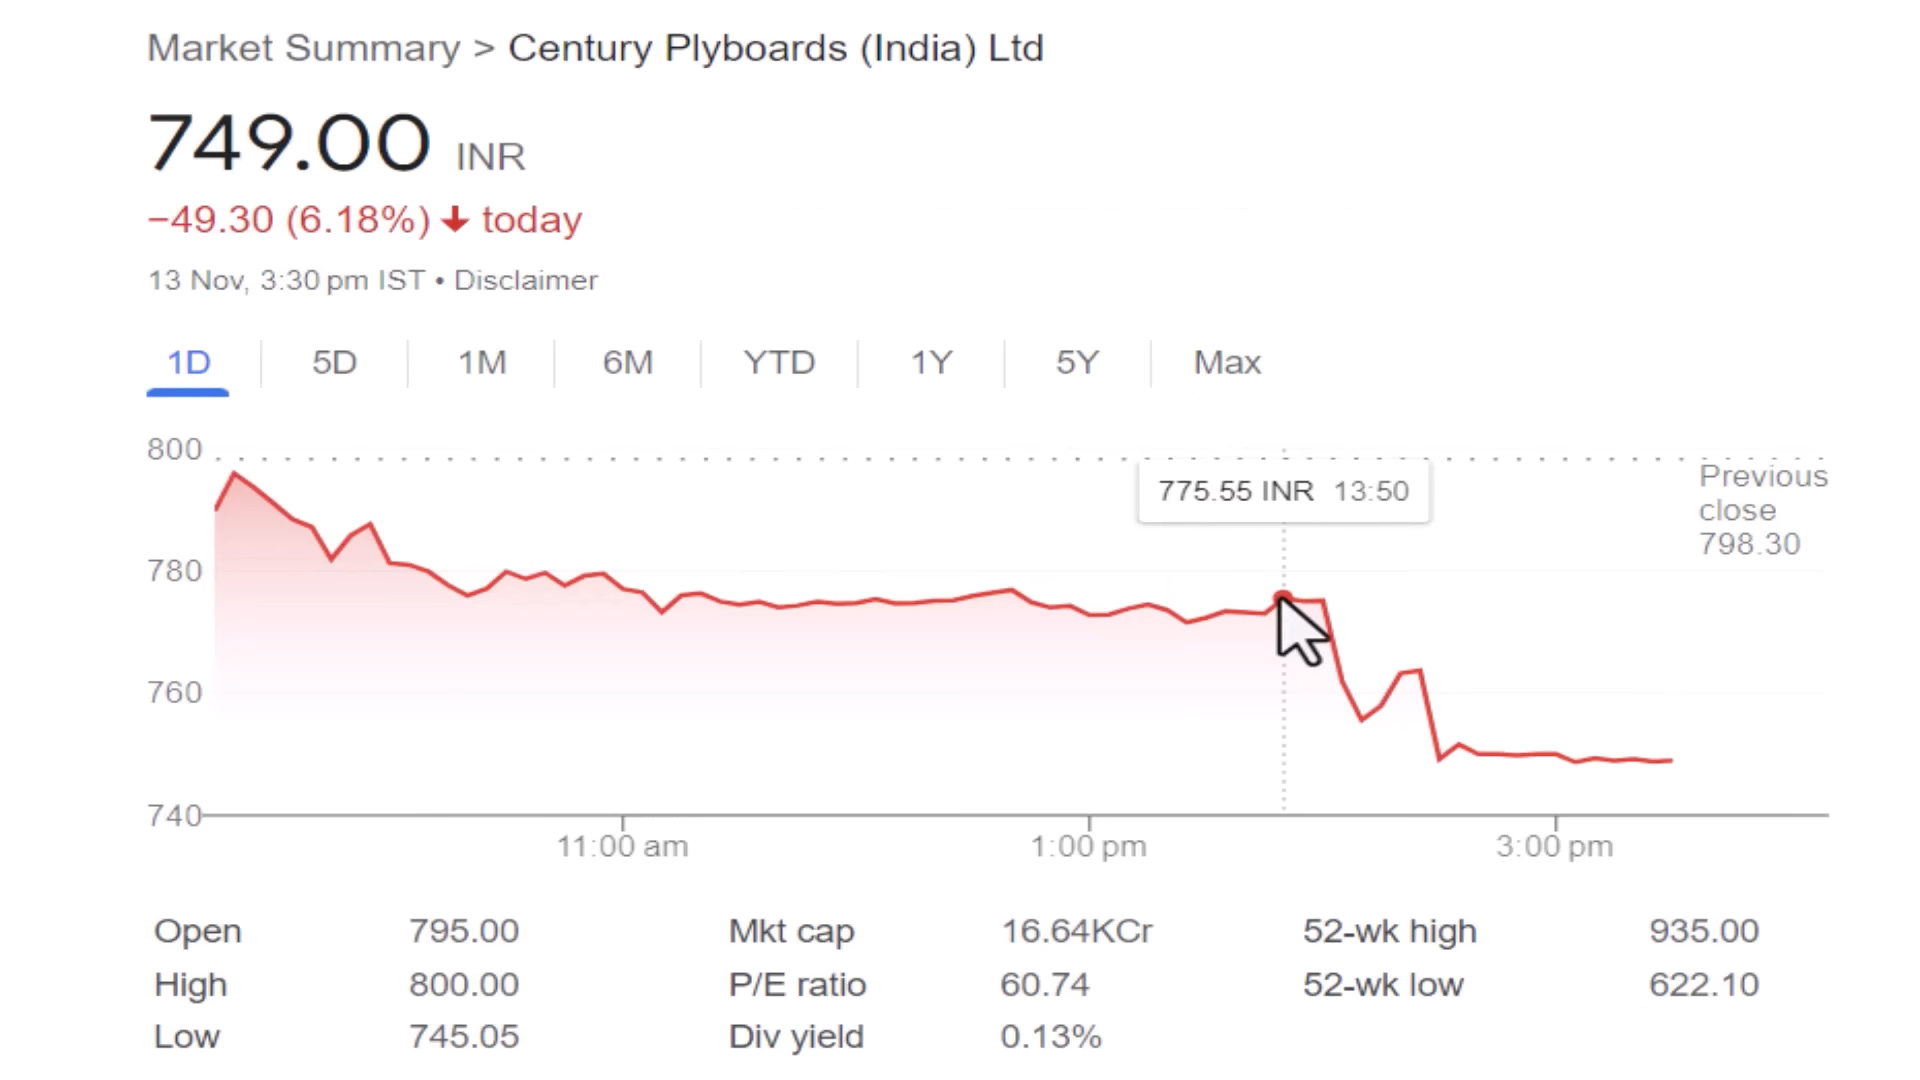 Market Summary > Century Plyboards (India) Ltd
749.00 INR
−49.30 (6.18%) ↓ today
13 Nov, 3:30 pm IST • Disclaimer
1D 5D 1M 6M YTD 1Y 5Y Max
800
775.55 INR 13:50
Previous
close
798.30
780
760
740
11:00 am 1:00 pm 3:00 pm
Open 795.00 Mkt cap 16.64KCr 52-wk high 935.00
High 800.00 P/E ratio 60.74 52-wk low 622.10
Low 745.05 Div yield 0.13%